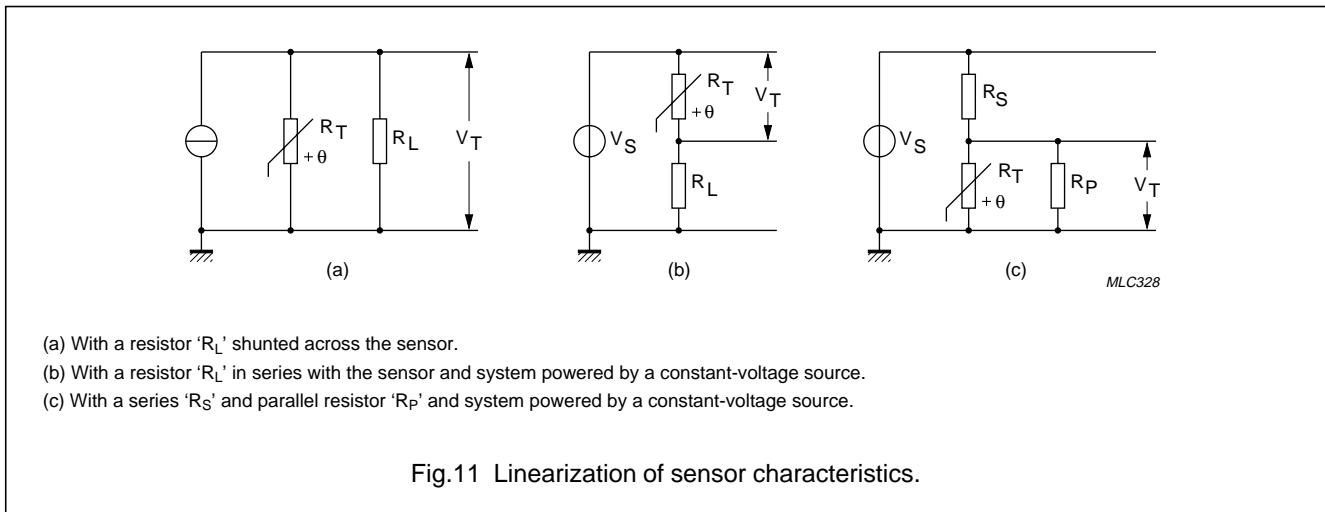 R_T
+ θ
R_L
V_T
(a)
V_S
R_T
+ θ
V_T
R_L
(b)
V_S
R_S
R_T
+ θ
R_P
V_T
(c)
MLC328
(a) With a resistor ‘R_L’ shunted across the sensor.
(b) With a resistor ‘R_L’ in series with the sensor and system powered by a constant-voltage source.
(c) With a series ‘R_S’ and parallel resistor ‘R_P’ and system powered by a constant-voltage source.
Fig.11 Linearization of sensor characteristics.